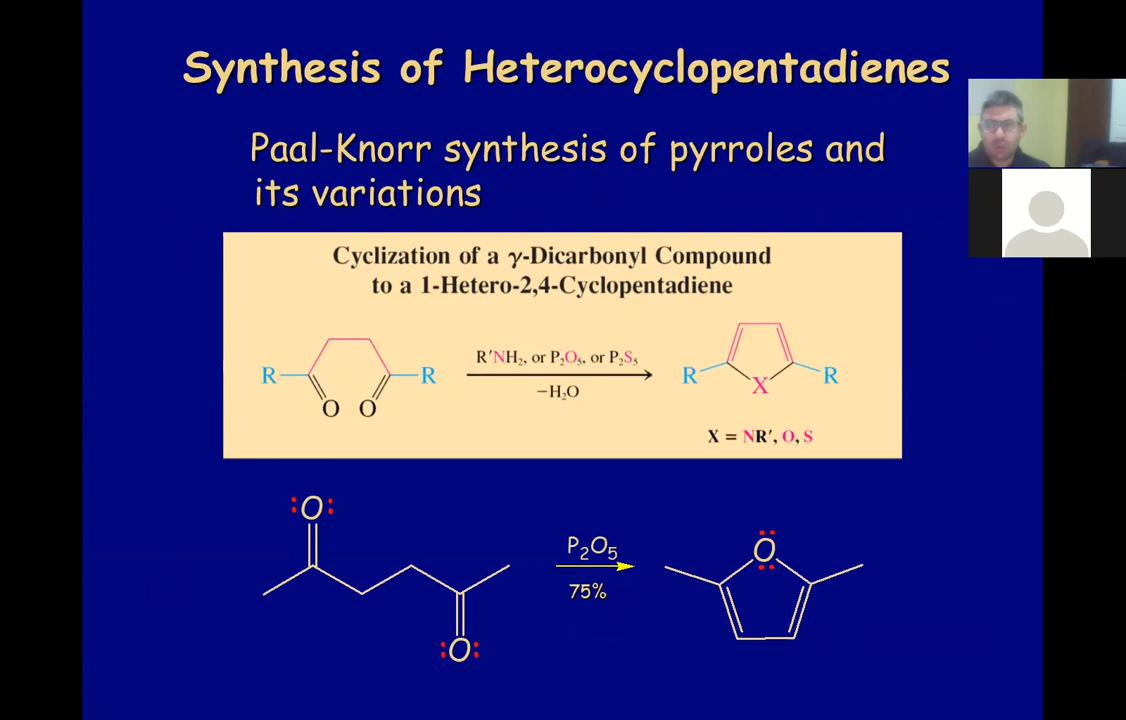 Synthesis of Heterocyclopentadienes
Paal-Knorr synthesis of pyrroles and
its variations
Cyclization of a γ-Dicarbonyl Compound
to a 1-Hetero-2,4-Cyclopentadiene
R
O O
R
R′NH₂, or P₂O₅, or P₂S₅
−H₂O
R
X
R
X = NR′, O, S
:O:
:O:
P₂O₅
75%
O